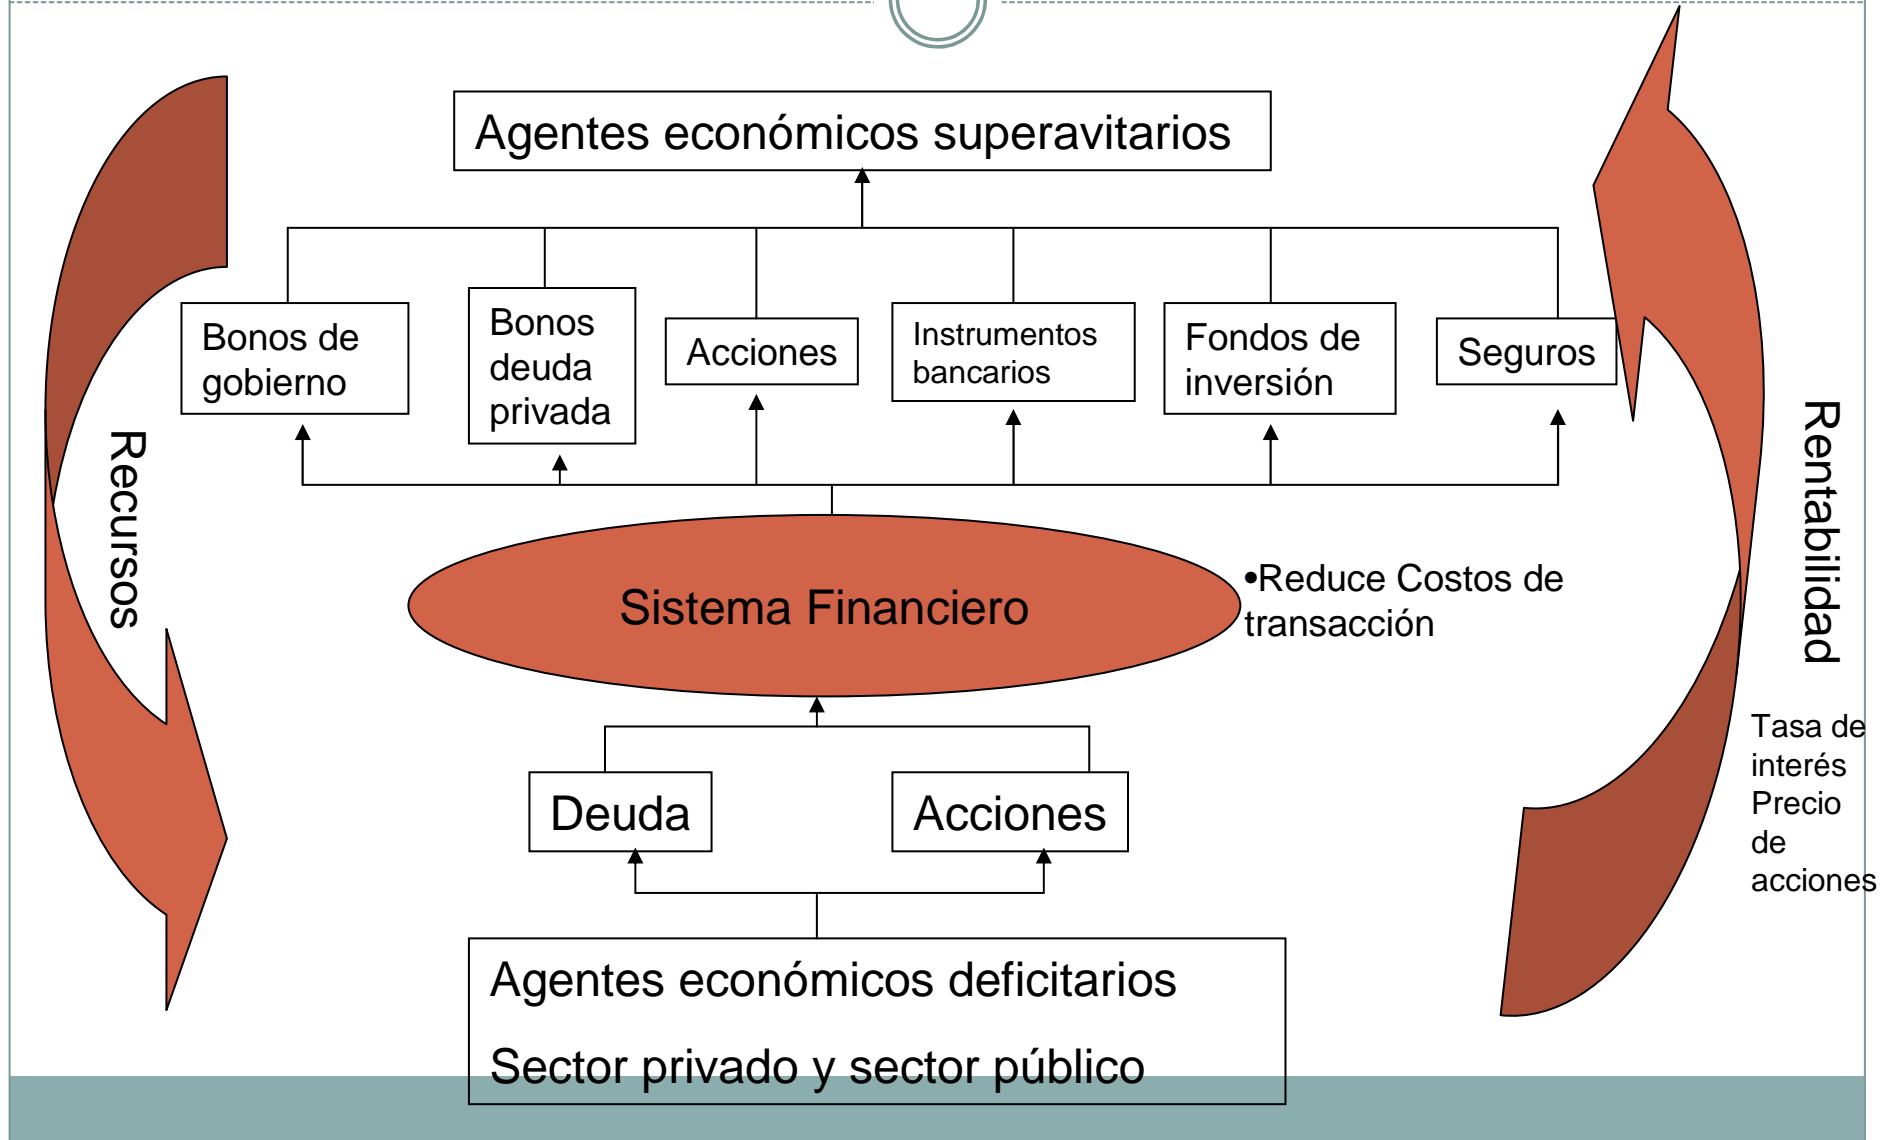 Agentes económicos superavitarios
Bonos de
gobierno
Bonos
deuda
privada
Acciones
Instrumentos
bancarios
Fondos de
inversión
Seguros
Recursos
Rentabilidad
Sistema Financiero
•Reduce Costos de
transacción
Tasa de
interés
Precio
de
acciones
Deuda
Acciones
Agentes económicos deficitarios
Sector privado y sector público